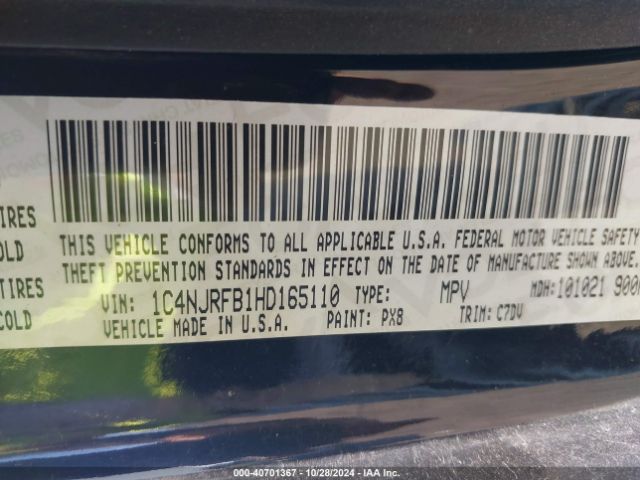 IRES
OLD
TIRES
COLD
THIS VEHICLE CONFORMS TO ALL APPLICABLE U.S.A. FEDERAL MOTOR VEHICLE SAFETY
THEFT PREVENTION STANDARDS IN EFFECT ON THE DATE OF MANUFACTURE SHOWN ABOVE.
VIN: 1C4NJRFB1HD165110 TYPE: MPV MDH: 101021 900
VEHICLE MADE IN U.S.A. PAINT: PX8 TRIM: C7DV
000-40701367 - 10/28/2024 - IAA Inc.